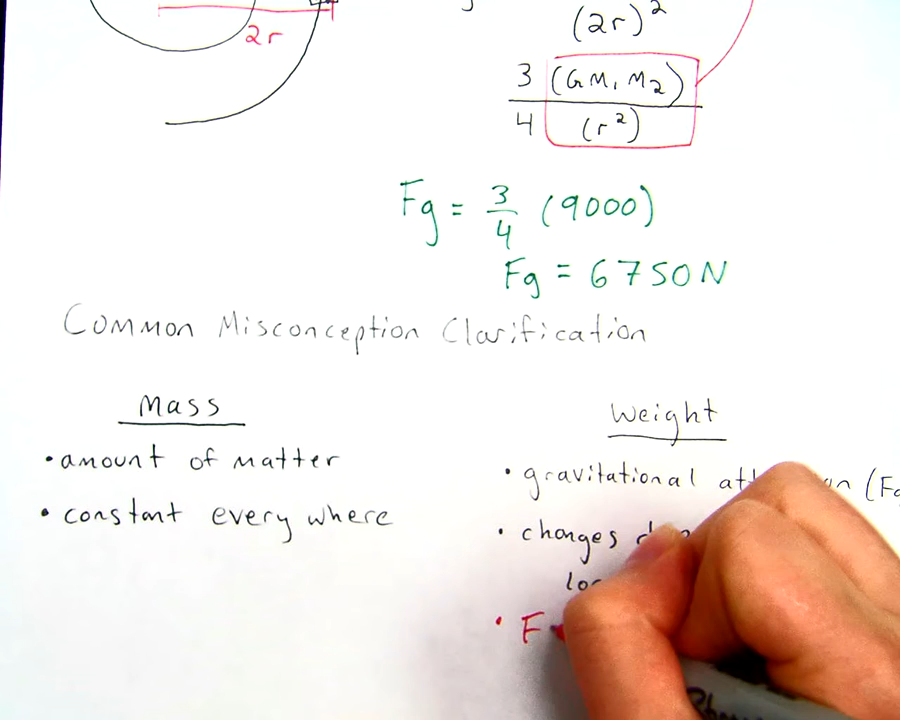 2r
(2r)²
3 (GM₁M₂)
4 (r²)
Fg = 3/4 (9000)
Fg = 6750N
Common Misconception Clarification
Mass
• amount of matter
• constant every where
Weight
• gravitational
• changes
• F